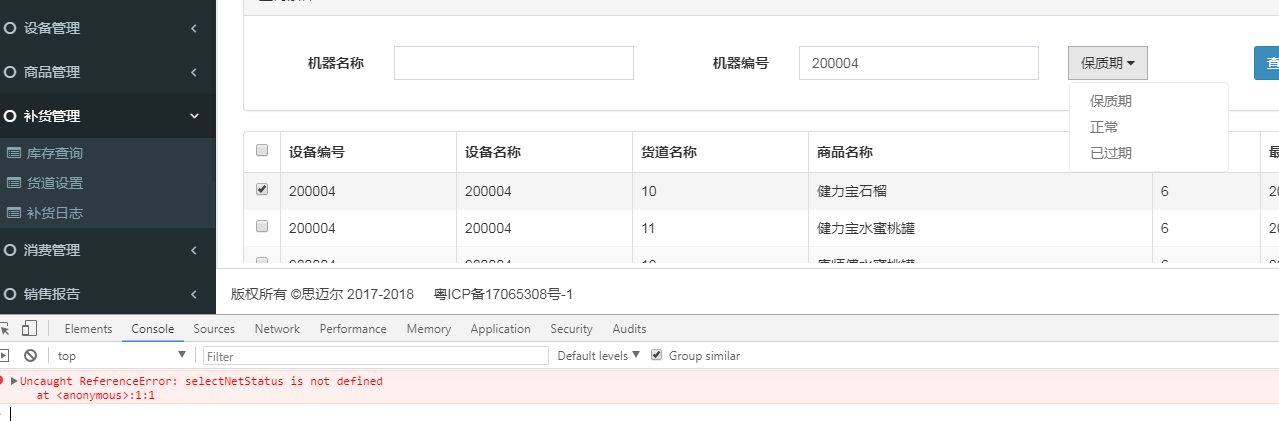 设备管理
商品管理
补货管理
库存查询
货道设置
补货日志
消费管理
销售报告
机器名称 机器编号 200004 保质期
保质期
正常
已过期
设备编号 设备名称 货道名称 商品名称
200004 200004 10 健力宝石榴 6 20
200004 200004 11 健力宝水蜜桃罐 6 20
版权所有 ©思迈尔 2017-2018 粤ICP备17065308号-1
Elements Console Sources Network Performance Memory Application Security Audits
top Filter Default levels Group similar
Uncaught ReferenceError: selectNetStatus is not defined
at <anonymous>:1:1